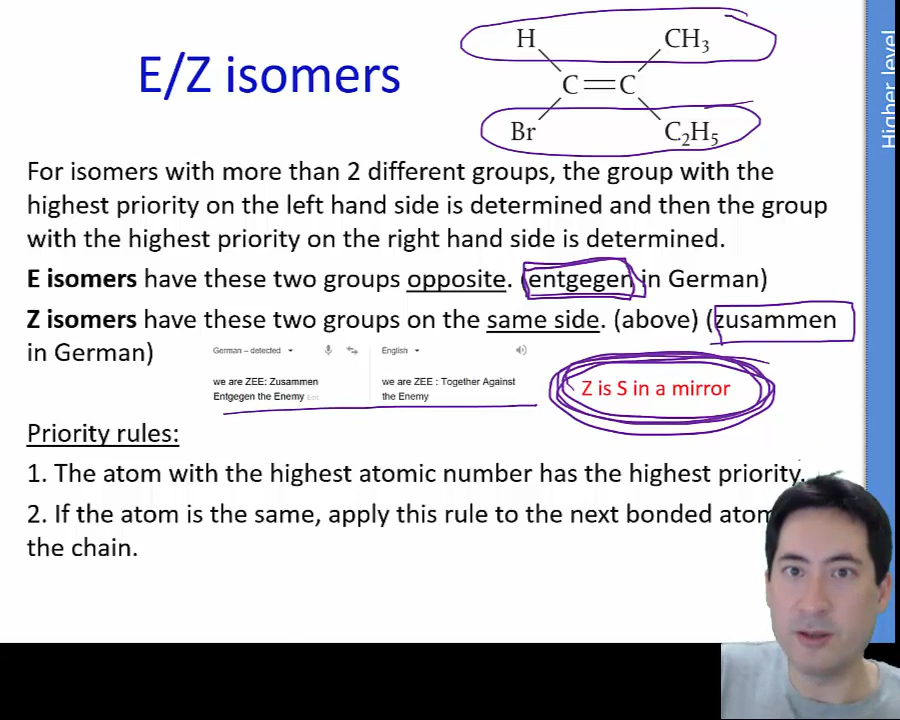 E/Z isomers
H CH3
C=C
Br C2H5
Higher level
For isomers with more than 2 different groups, the group with the
highest priority on the left hand side is determined and then the group
with the highest priority on the right hand side is determined.
E isomers have these two groups opposite. (entgegen in German)
Z isomers have these two groups on the same side. (above) (zusammen
in German)
German – detected English
we are ZEE: Zusammen
Entgegen the Enemy
we are ZEE : Together Against
the Enemy
Z is S in a mirror
Priority rules:
1. The atom with the highest atomic number has the highest priority.
2. If the atom is the same, apply this rule to the next bonded atom
the chain.